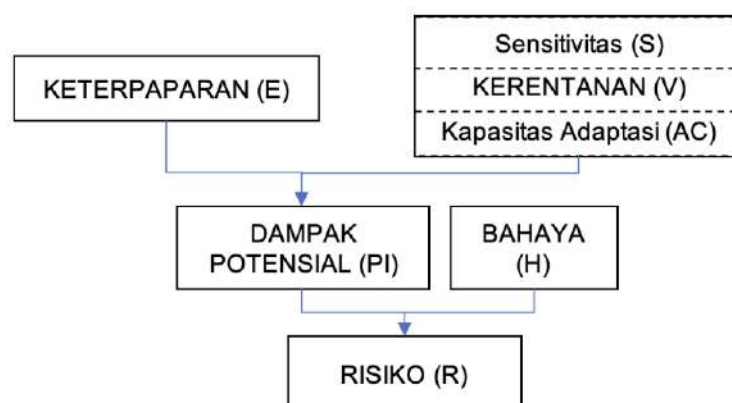 KETERPAPARAN (E)
Sensitivitas (S)
KERENTANAN (V)
Kapasitas Adaptasi (AC)
DAMPAK
POTENSIAL (PI)
BAHAYA
(H)
RISIKO (R)